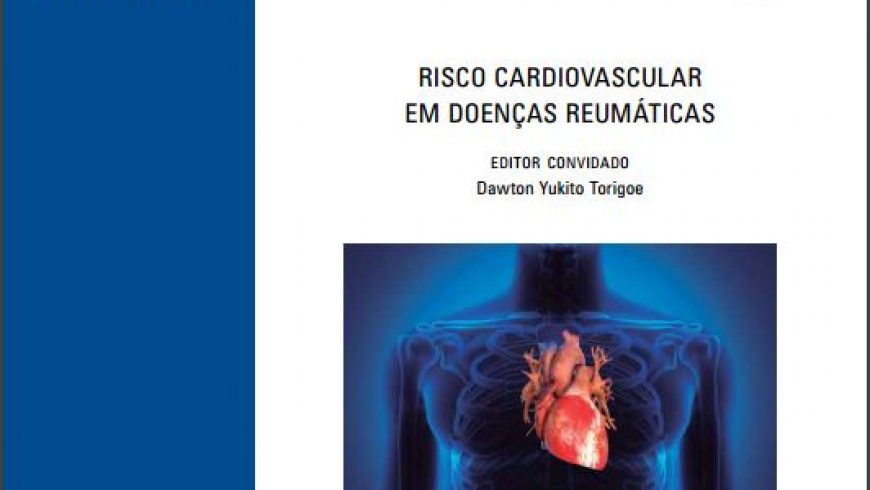 RISCO CARDIOVASCULAR
EM DOENÇAS REUMÁTICAS
EDITOR CONVIDADO
Dawton Yukito Torigoe